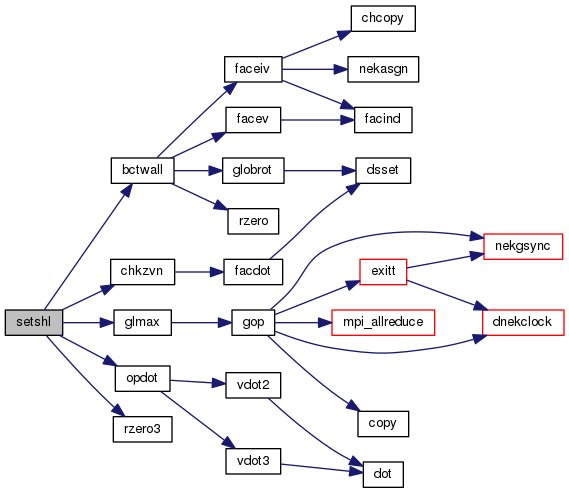 chcopy
faceiv
nekasgn
facev
facind
bctwall
globrot
dsset
rzero
nekgsync
chkzvn
facdot
exitt
setshl
glmax
gop
mpi_allreduce
dnekclock
opdot
vdot2
rzero3
copy
vdot3
dot